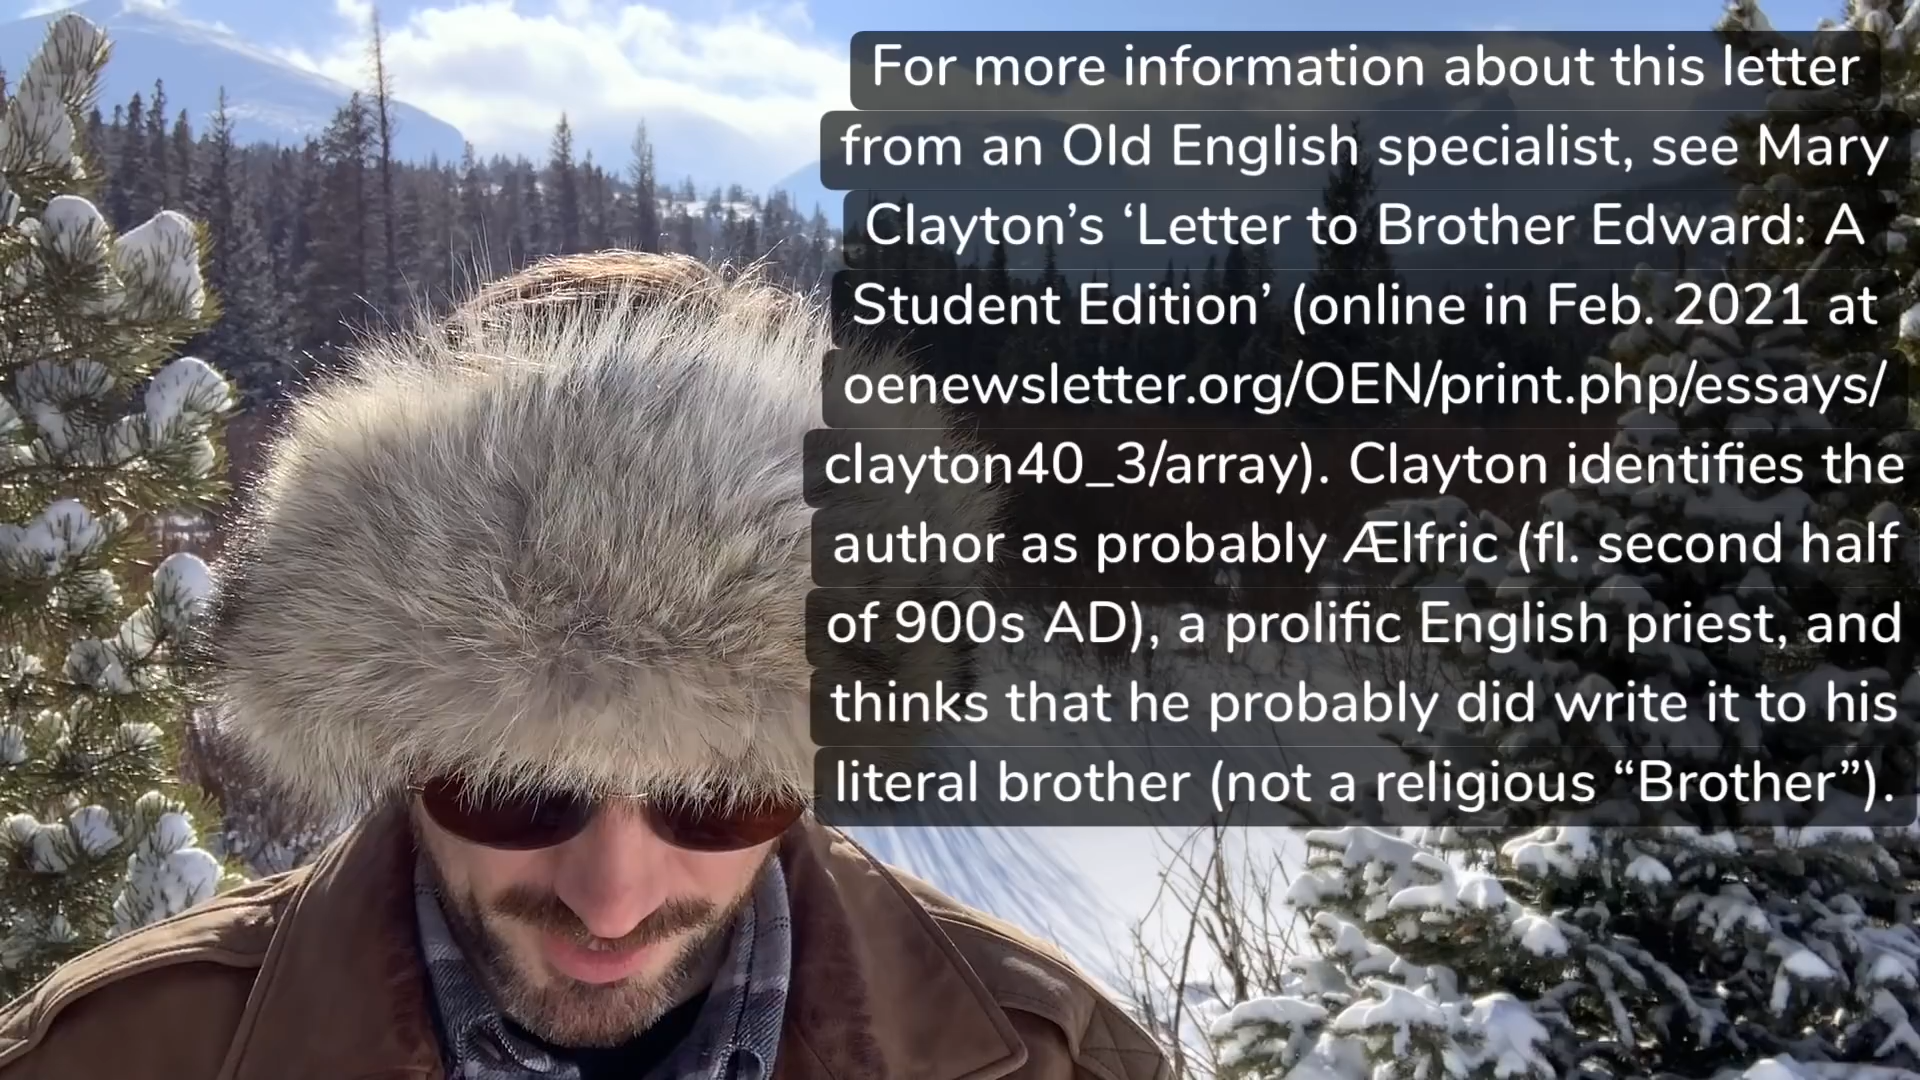 For more information about this letter
from an Old English specialist, see Mary
Clayton’s ‘Letter to Brother Edward: A
Student Edition’ (online in Feb. 2021 at
oenewsletter.org/OEN/print.php/essays/
clayton40_3/array). Clayton identifies the
author as probably Ælfric (fl. second half
of 900s AD), a prolific English priest, and
thinks that he probably did write it to his
literal brother (not a religious “Brother”).